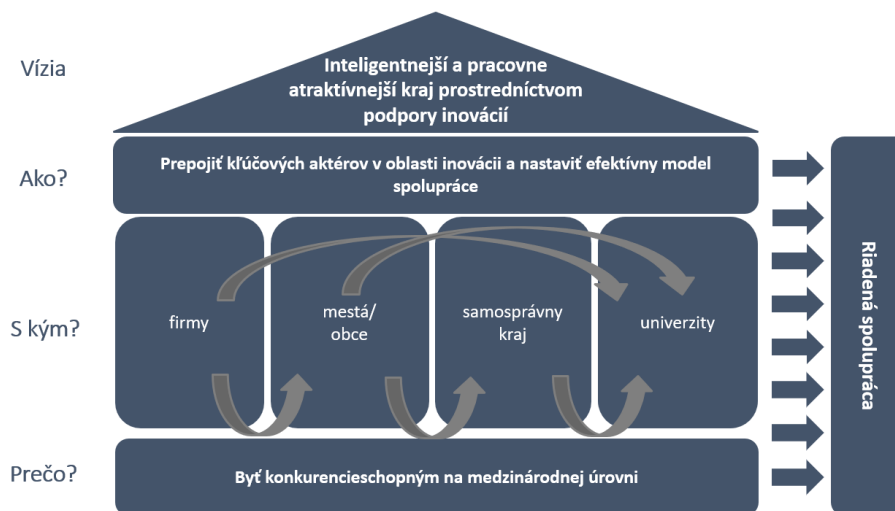 Vízia
Inteligentnejší a pracovne
atraktívnejší kraj prostredníctvom
podpory inovácií
Ako?
Prepojiť kľúčových aktérov v oblasti inovácii a nastaviť efektívny model
spolupráce
S kým?
firmy
mestá/
obce
samosprávny
kraj
univerzity
Prečo?
Byť konkurencieschopným na medzinárodnej úrovni
Riadená spolupráca